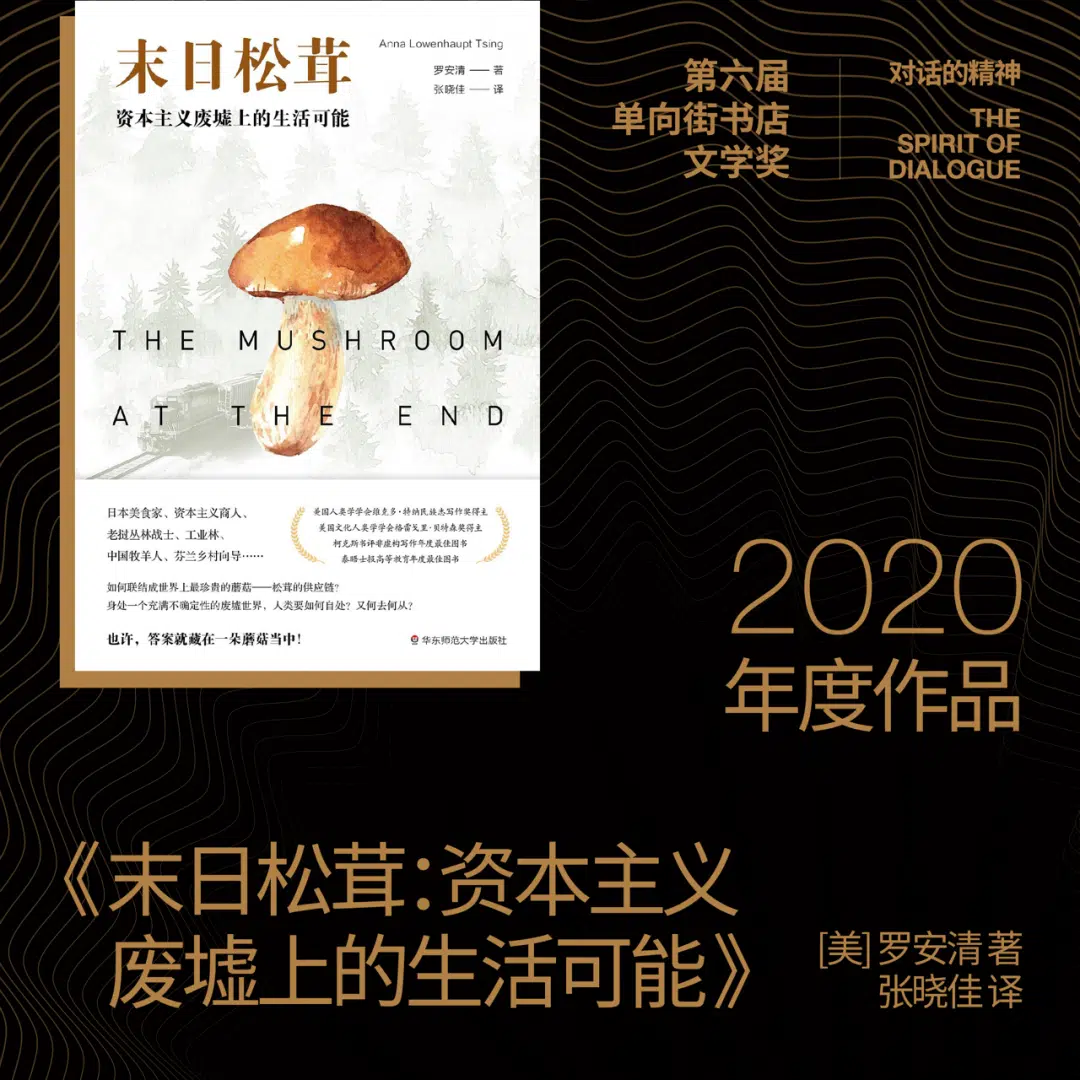 末日松茸
资本主义废墟上的生活可能
Anna Lowenhaupt Tsing
罗安清 — 著
张晓佳 — 译
THE MUSHROOM
AT THE END
日本美食家、资本主义商人、
老挝丛林战士、工业林、
中国牧羊人、芬兰乡村向导……
美国人类学学会维克多·特纳民族志写作奖得主
美国文化人类学学会格雷戈里·贝特森奖得主
柯克斯书评非虚构写作年度最佳图书
泰晤士报高等教育年度最佳图书
如何联结成世界上最珍贵的蘑菇——松茸的供应链?
身处一个充满不确定性的废墟世界,人类要如何自处?又何去何从?
也许,答案就藏在一朵蘑菇当中!
华东师范大学出版社
第六届
单向街书店
文学奖
对话的精神
THE
SPIRIT OF
DIALOGUE
2020
年度作品
《末日松茸:资本主义
废墟上的生活可能》
[美] 罗安清 著
张晓佳 译